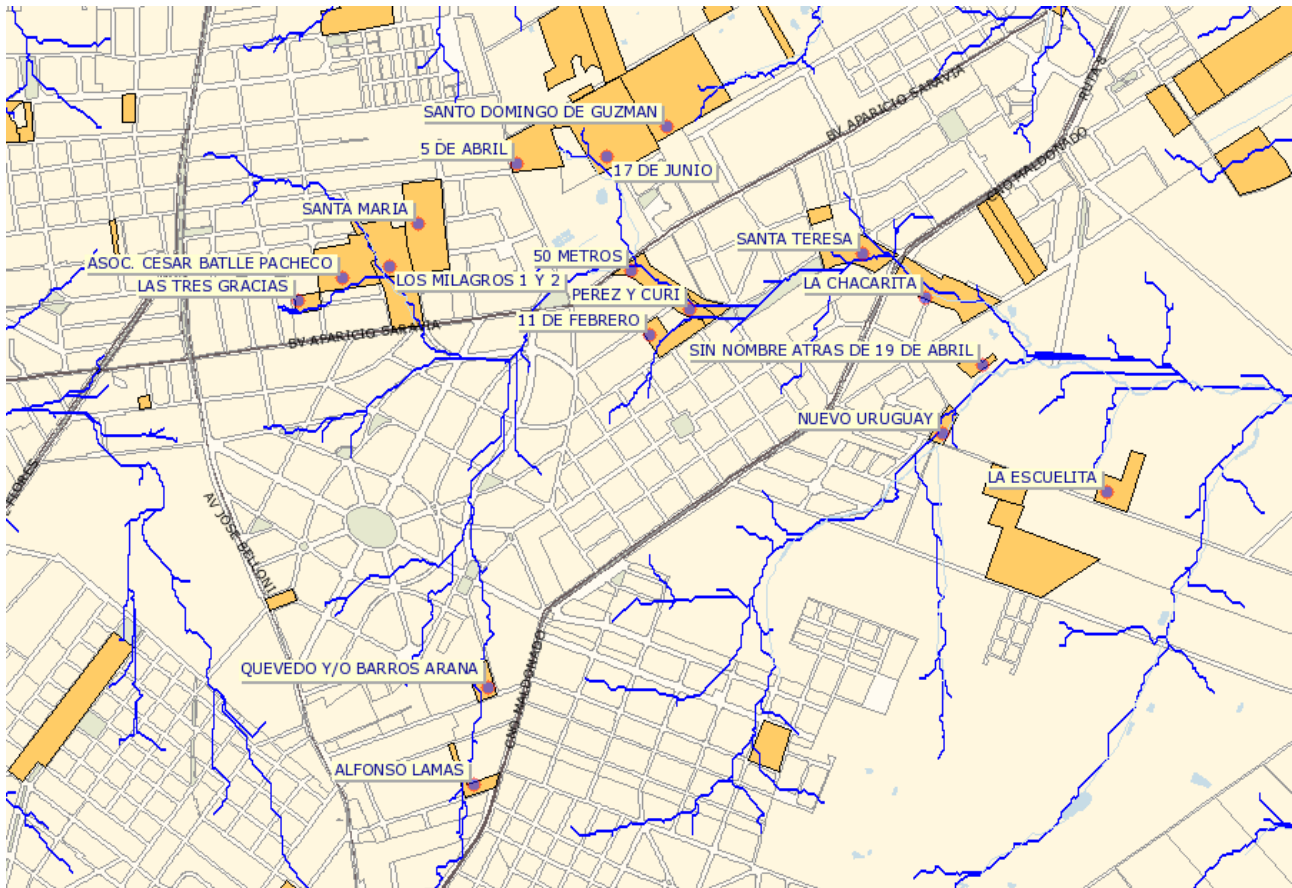 RUTA 8
BV. APARICIO SARAVIA
SANTO DOMINGO DE GUZMAN
5 DE ABRIL
CNO MALDONADO
17 DE JUNIO
SANTA MARIA
SANTA TERESA
50 METROS
ASOC. CESAR BATLLE PACHECO
LOS MILAGROS 1 Y 2
LAS TRES GRACIAS
LA CHACARITA
PEREZ Y CURI
11 DE FEBRERO
BV APARICIO SARAVIA
SIN NOMBRE ATRAS DE 19 DE ABRIL
NUEVO URUGUAY
LA ESCUELITA
FLORES
AV JOSE BELLONI
QUEVEDO Y/O BARROS ARANA
CNO MALDONADO
ALFONSO LAMAS